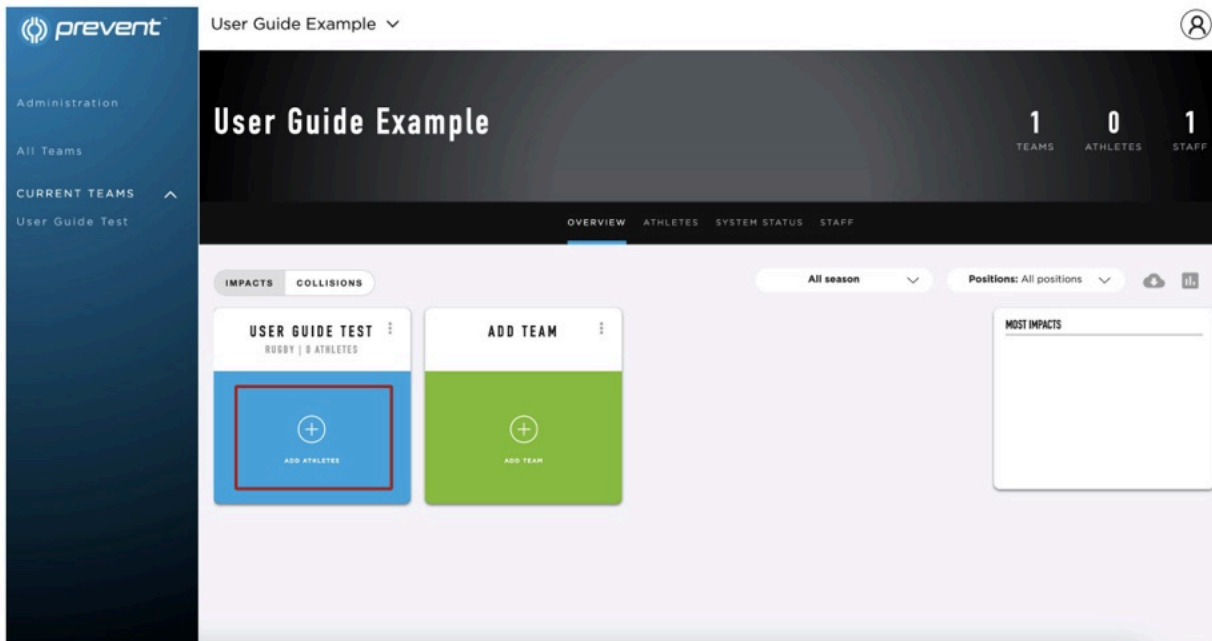 prevent™
User Guide Example
Administration
All Teams
CURRENT TEAMS
User Guide Test
User Guide Example
1
TEAMS
0
ATHLETES
1
STAFF
OVERVIEW ATHLETES SYSTEM STATUS STAFF
IMPACTS COLLISIONS
All season
Positions: All positions
USER GUIDE TEST
RUGBY | 0 ATHLETES
ADD ATHLETES
ADD TEAM
ADD TEAM
MOST IMPACTS